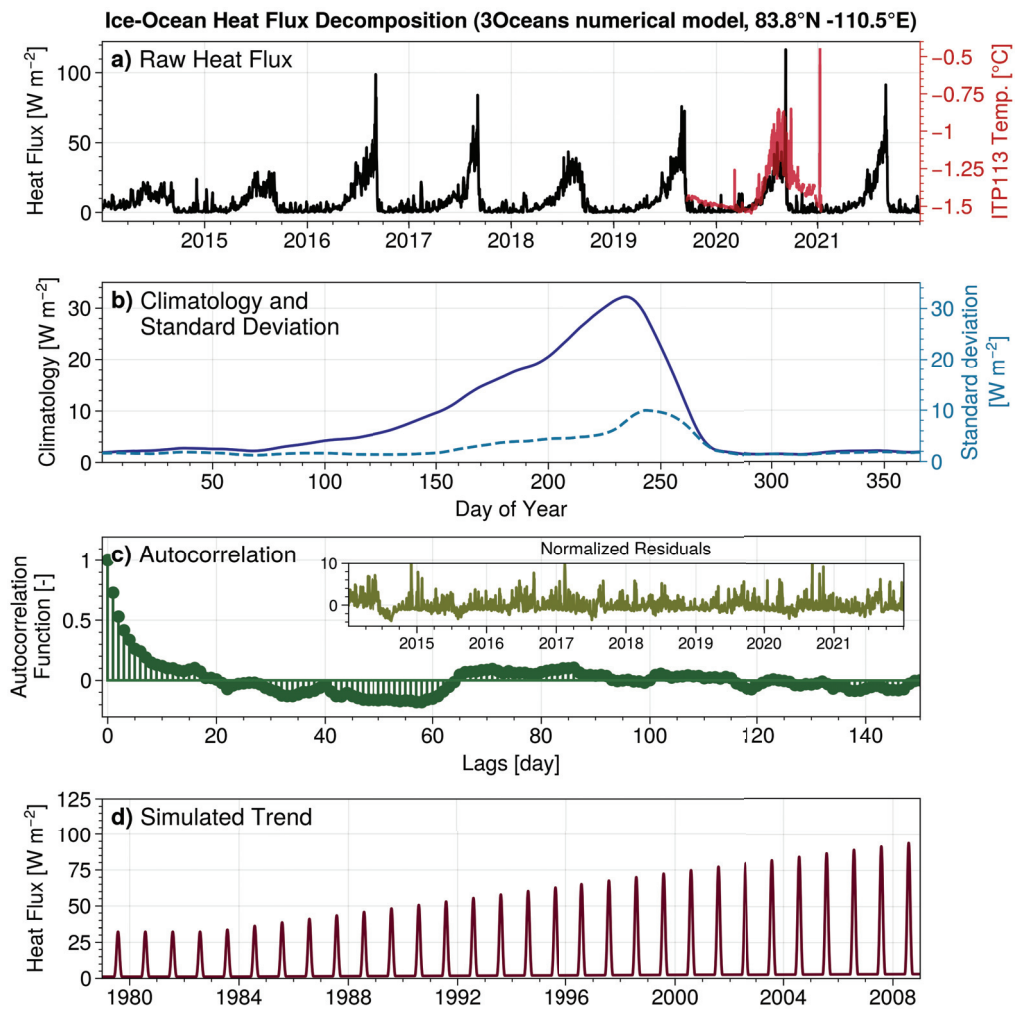 Ice-Ocean Heat Flux Decomposition (3Oceans numerical model, 83.8°N -110.5°E)
a) Raw Heat Flux
Heat Flux [W m−2]
100
50
0
−0.5
−0.75
−1
−1.25
−1.5
ITP113 Temp. [°C]
2015 2016 2017 2018 2019 2020 2021
b) Climatology and
Standard Deviation
Climatology [W m−2]
30
20
10
0
30
20
10
0
Standard deviation
[W m−2]
50 100 150 200 250 300 350
Day of Year
c) Autocorrelation
Autocorrelation
Function [-]
1
0.5
0
Normalized Residuals
10
0
2015 2016 2017 2018 2019 2020 2021
0 20 40 60 80 100 120 140
Lags [day]
d) Simulated Trend
Heat Flux [W m−2]
125
100
75
50
25
0
1980 1984 1988 1992 1996 2000 2004 2008